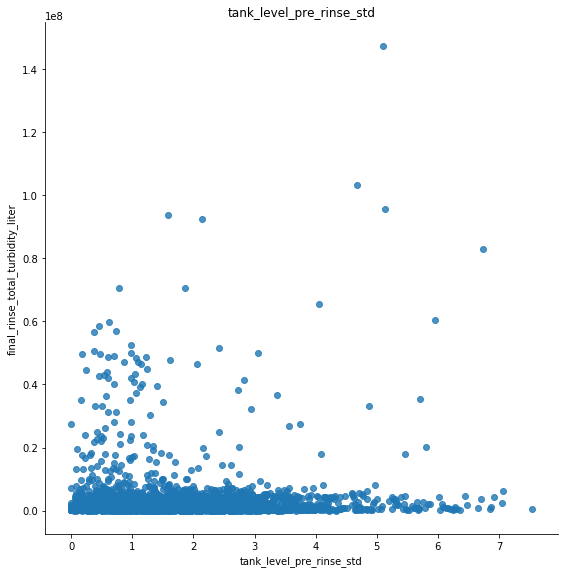 tank_level_pre_rinse_std
1e8
1.4
1.2
1.0
0.8
0.6
0.4
0.2
0.0
final_rinse_total_turbidity_liter
0 1 2 3 4 5 6 7
tank_level_pre_rinse_std